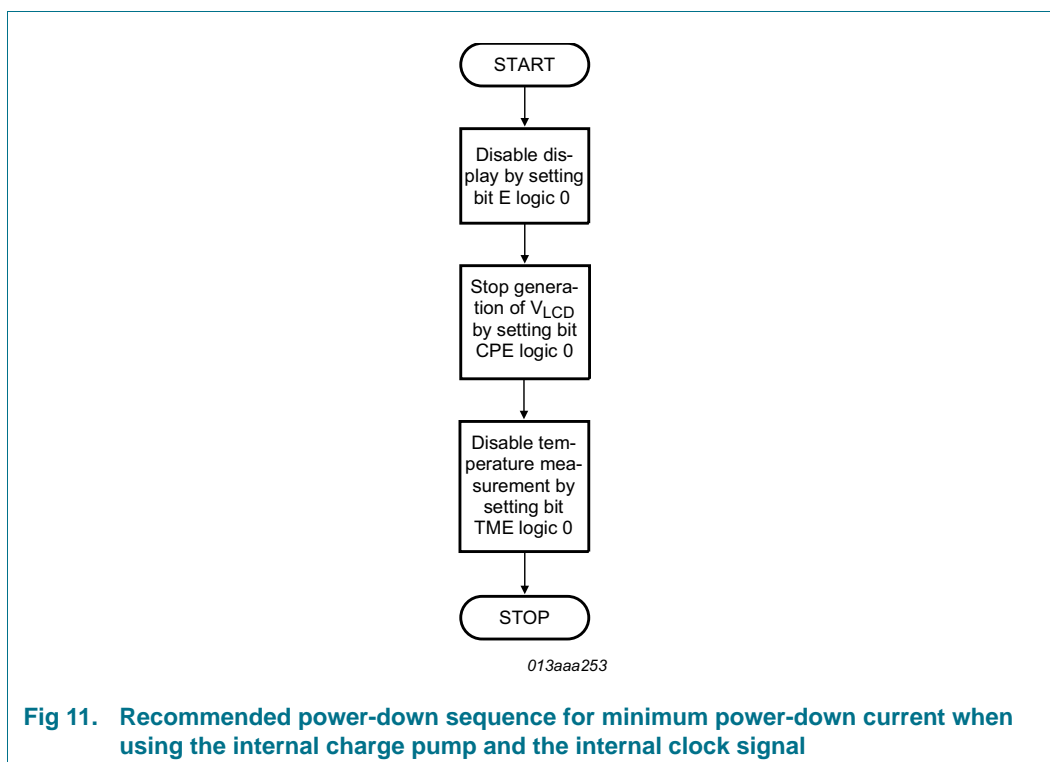 START
Disable dis-
play by setting
bit E logic 0
Stop genera-
tion of VLCD
by setting bit
CPE logic 0
Disable tem-
perature mea-
surement by
setting bit
TME logic 0
STOP
013aaa253
Fig 11. Recommended power-down sequence for minimum power-down current when
using the internal charge pump and the internal clock signal